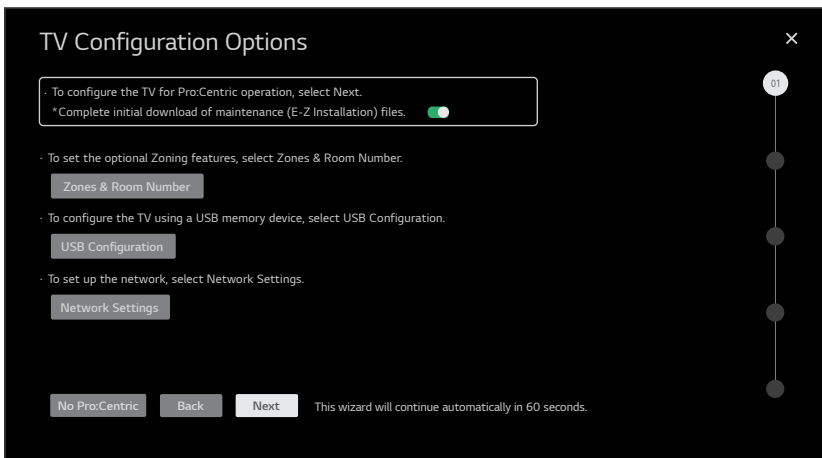 TV Configuration Options
· To configure the TV for Pro:Centric operation, select Next.
*Complete initial download of maintenance (E-Z Installation) files.
01
· To set the optional Zoning features, select Zones & Room Number.
Zones & Room Number
· To configure the TV using a USB memory device, select USB Configuration.
USB Configuration
· To set up the network, select Network Settings.
Network Settings
No Pro:Centric Back Next This wizard will continue automatically in 60 seconds.